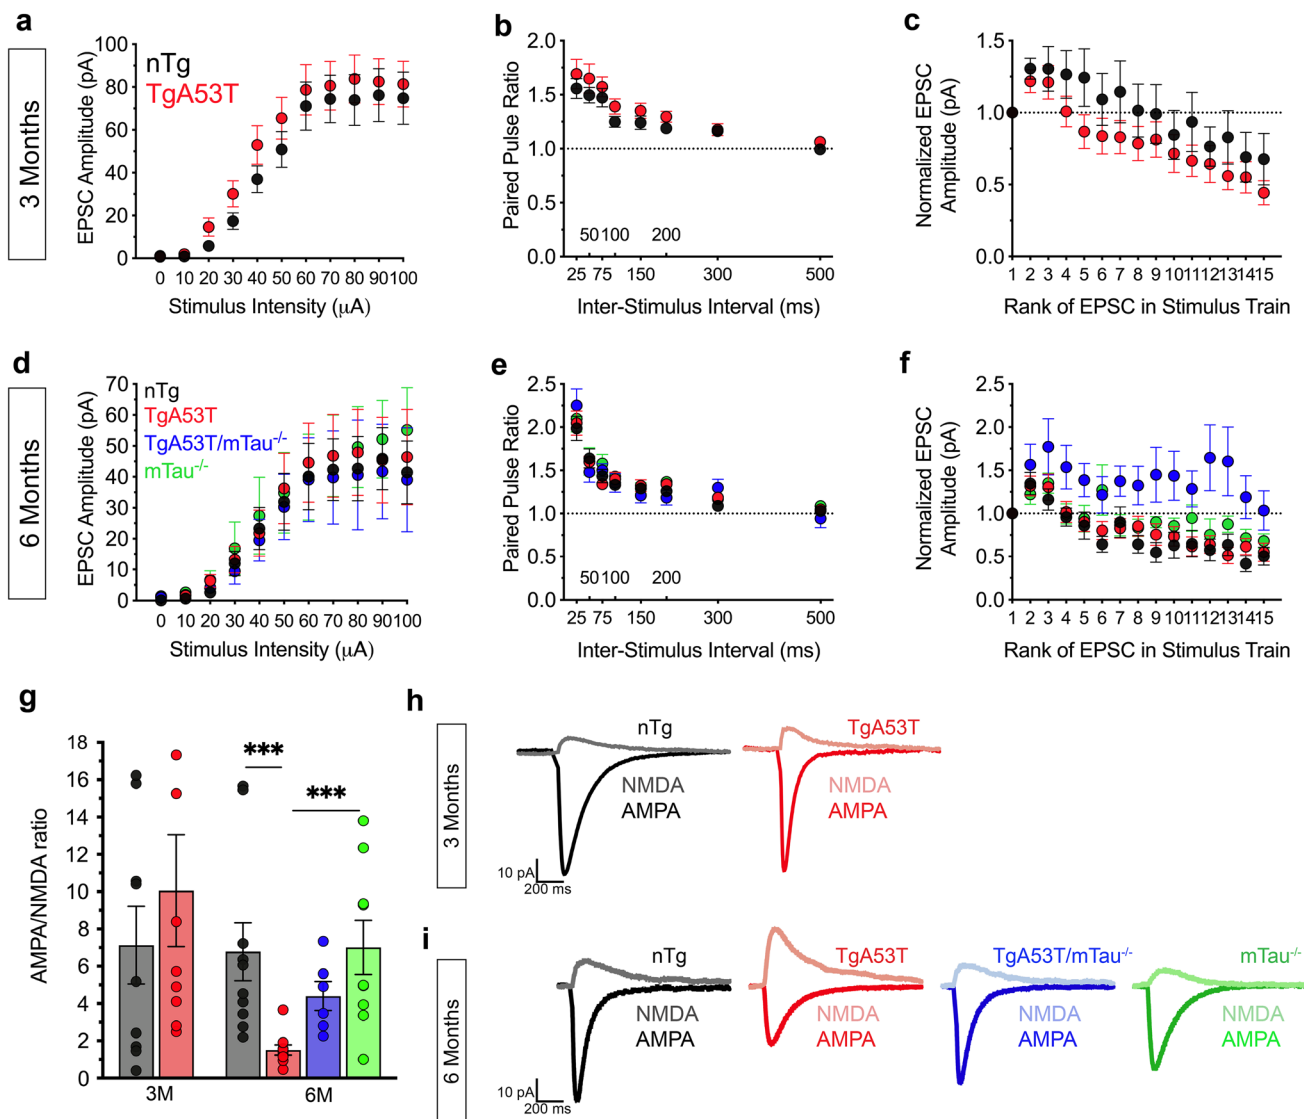 a
3 Months
EPSC Amplitude (pA)
100
80
60
40
20
0
nTg
TgA53T
0 10 20 30 40 50 60 70 80 90 100
Stimulus Intensity (μA)
b
Paired Pulse Ratio
2.0
1.5
1.0
0.5
0.0
50 100 200
25 75 150 300 500
Inter-Stimulus Interval (ms)
c
Normalized EPSC
Amplitude (pA)
1.5
1.0
0.5
0.0
1 2 3 4 5 6 7 8 9 10 11 12 13 14 15
Rank of EPSC in Stimulus Train
d
6 Months
EPSC Amplitude (pA)
70
60
50
40
30
20
10
0
nTg
TgA53T
TgA53T/mTau-/-
mTau-/-
0 10 20 30 40 50 60 70 80 90 100
Stimulus Intensity (μA)
e
Paired Pulse Ratio
2.5
2.0
1.5
1.0
0.5
0.0
50 100 200
25 75 150 300 500
Inter-Stimulus Interval (ms)
f
Normalized EPSC
Amplitude (pA)
2.5
2.0
1.5
1.0
0.5
0.0
1 2 3 4 5 6 7 8 9 10 11 12 13 14 15
Rank of EPSC in Stimulus Train
g
AMPA/NMDA ratio
18
16
14
12
10
8
6
4
2
0
***
***
3M 6M
h
3 Months
nTg
NMDA
AMPA
10 pA
200 ms
TgA53T
NMDA
AMPA
i
6 Months
nTg
NMDA
AMPA
10 pA
200 ms
TgA53T
NMDA
AMPA
TgA53T/mTau-/-
NMDA
AMPA
mTau-/-
NMDA
AMPA